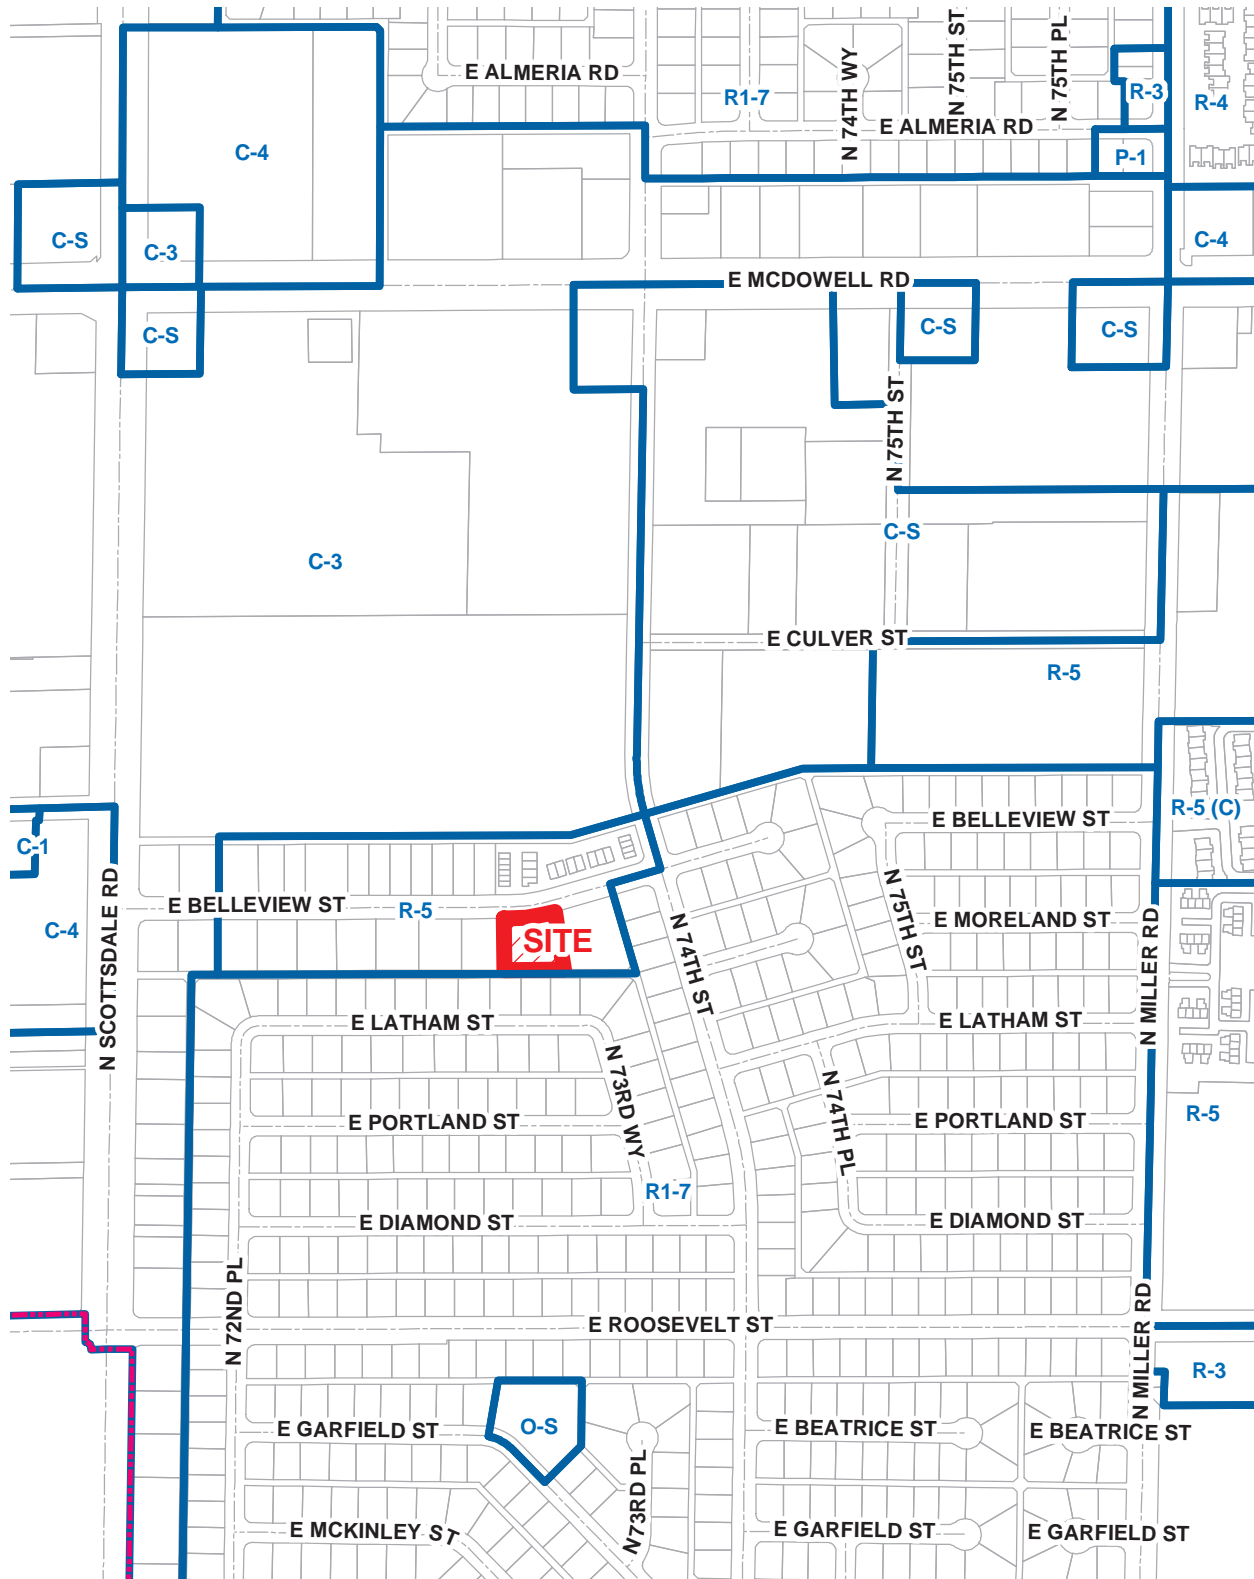 N 75TH ST
N 75TH PL
N 74TH WY
E ALMERIA RD
R1-7
R-3
R-4
E ALMERIA RD
C-4
P-1
C-S
C-3
C-4
E MCDOWELL RD
C-S
C-S
C-S
N 75TH ST
C-S
C-3
E CULVER ST
R-5
R-5 (C)
E BELLEVIEW ST
C-1
N SCOTTSDALE RD
E BELLEVIEW ST
R-5
N 75TH ST
E MORELAND ST
C-4
SITE
N 74TH ST
N MILLER RD
E LATHAM ST
E LATHAM ST
N 73RD WY
N 74TH PL
E PORTLAND ST
E PORTLAND ST
R-5
R1-7
E DIAMOND ST
E DIAMOND ST
N 72ND PL
E ROOSEVELT ST
N MILLER RD
R-3
O-S
E GARFIELD ST
E BEATRICE ST
E BEATRICE ST
N 73RD PL
E MCKINLEY ST
E GARFIELD ST
E GARFIELD ST